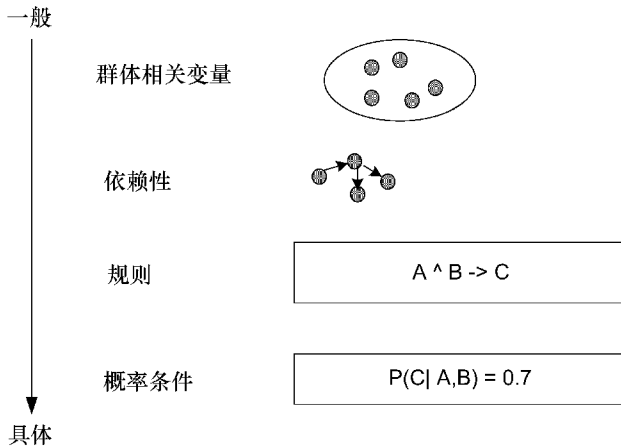 一般
群体相关变量
依赖性
规则
A ^ B -> C
概率条件
P(C| A,B) = 0.7
具体